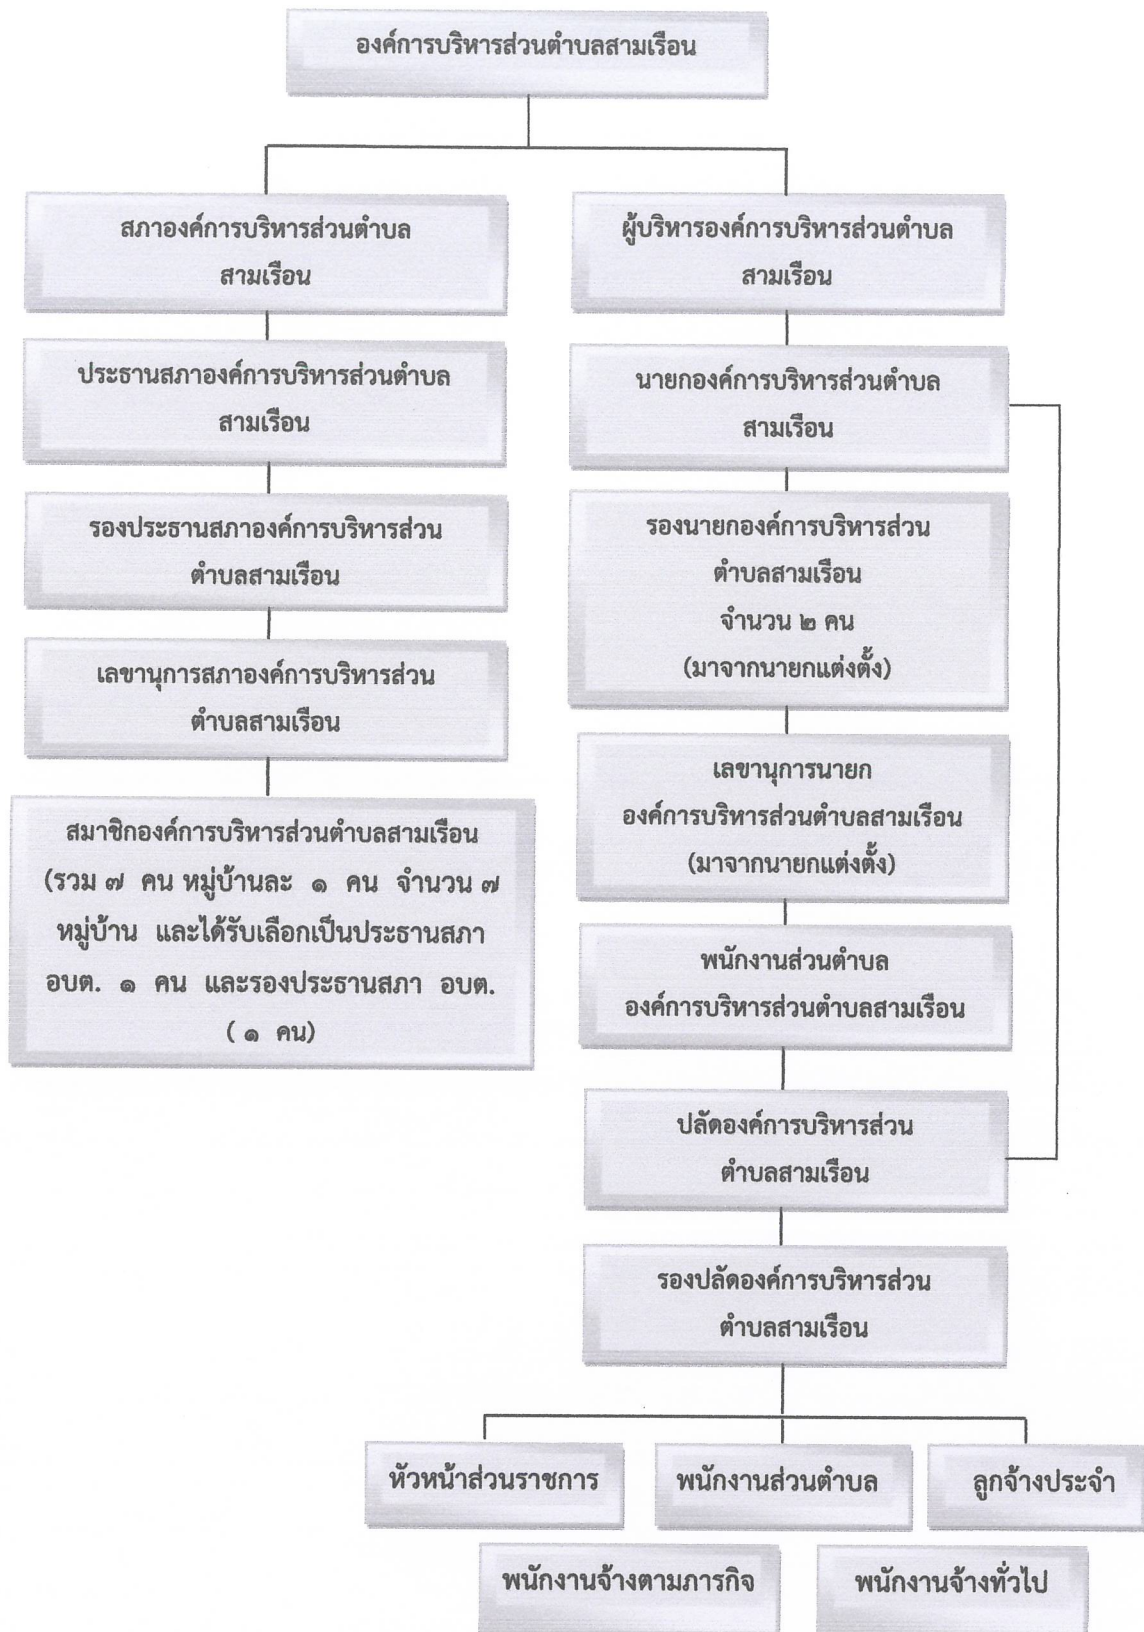 องค์การบริหารส่วนตำบลสามเรือน
สภาองค์การบริหารส่วนตำบล
สามเรือน
ประธานสภาองค์การบริหารส่วนตำบล
สามเรือน
รองประธานสภาองค์การบริหารส่วน
ตำบลสามเรือน
เลขานุการสภาองค์การบริหารส่วน
ตำบลสามเรือน
สมาชิกองค์การบริหารส่วนตำบลสามเรือน
(รวม ๗ คน หมู่บ้านละ ๑ คน จำนวน ๗
หมู่บ้าน และได้รับเลือกเป็นประธานสภา
อบต. ๑ คน และรองประธานสภา อบต.
( ๑ คน)
ผู้บริหารองค์การบริหารส่วนตำบล
สามเรือน
นายกองค์การบริหารส่วนตำบล
สามเรือน
รองนายกองค์การบริหารส่วน
ตำบลสามเรือน
จำนวน ๒ คน
(มาจากนายกแต่งตั้ง)
เลขานุการนายก
องค์การบริหารส่วนตำบลสามเรือน
(มาจากนายกแต่งตั้ง)
พนักงานส่วนตำบล
องค์การบริหารส่วนตำบลสามเรือน
ปลัดองค์การบริหารส่วน
ตำบลสามเรือน
รองปลัดองค์การบริหารส่วน
ตำบลสามเรือน
หัวหน้าส่วนราชการ
พนักงานส่วนตำบล
ลูกจ้างประจำ
พนักงานจ้างตามภารกิจ
พนักงานจ้างทั่วไป